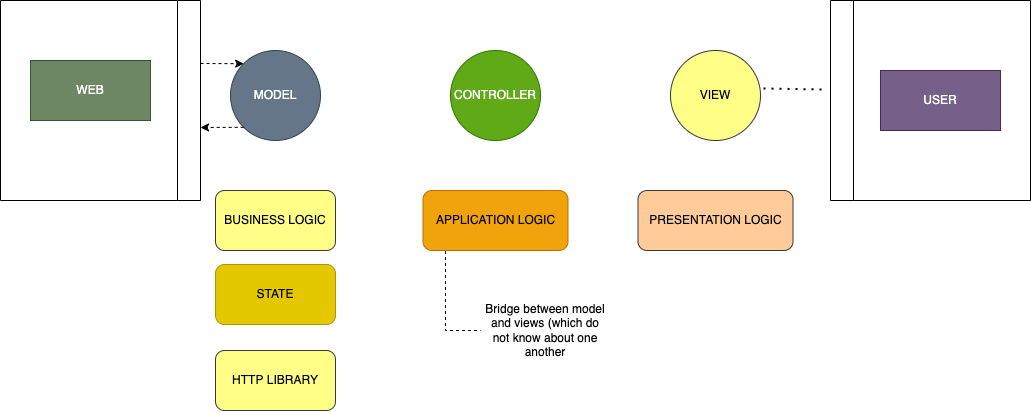 WEB
MODEL
CONTROLLER
VIEW
USER
BUSINESS LOGIC
APPLICATION LOGIC
PRESENTATION LOGIC
STATE
Bridge between model
and views (which do
not know about one
another
HTTP LIBRARY